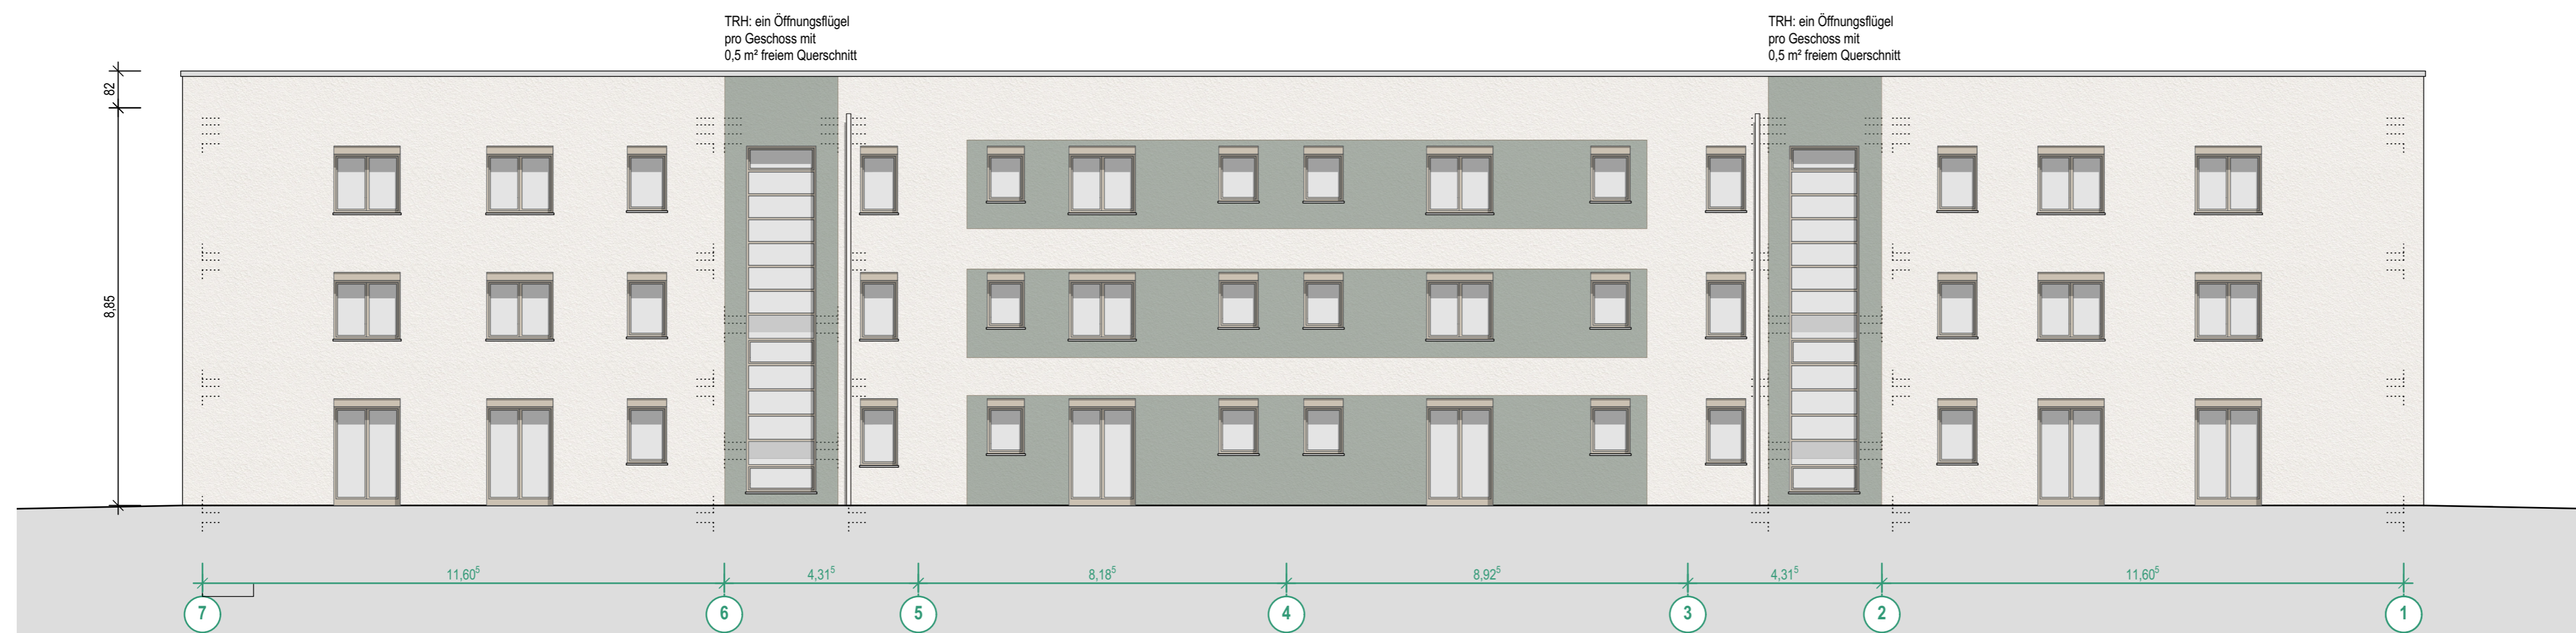 TRH: ein Öffnungsflügel
pro Geschoss mit
0,5 m² freiem Querschnitt
TRH: ein Öffnungsflügel
pro Geschoss mit
0,5 m² freiem Querschnitt
82
8,85
11,60⁵
4,31⁵
8,18⁵
8,92⁵
4,31⁵
11,60⁵
7
6
5
4
3
2
1